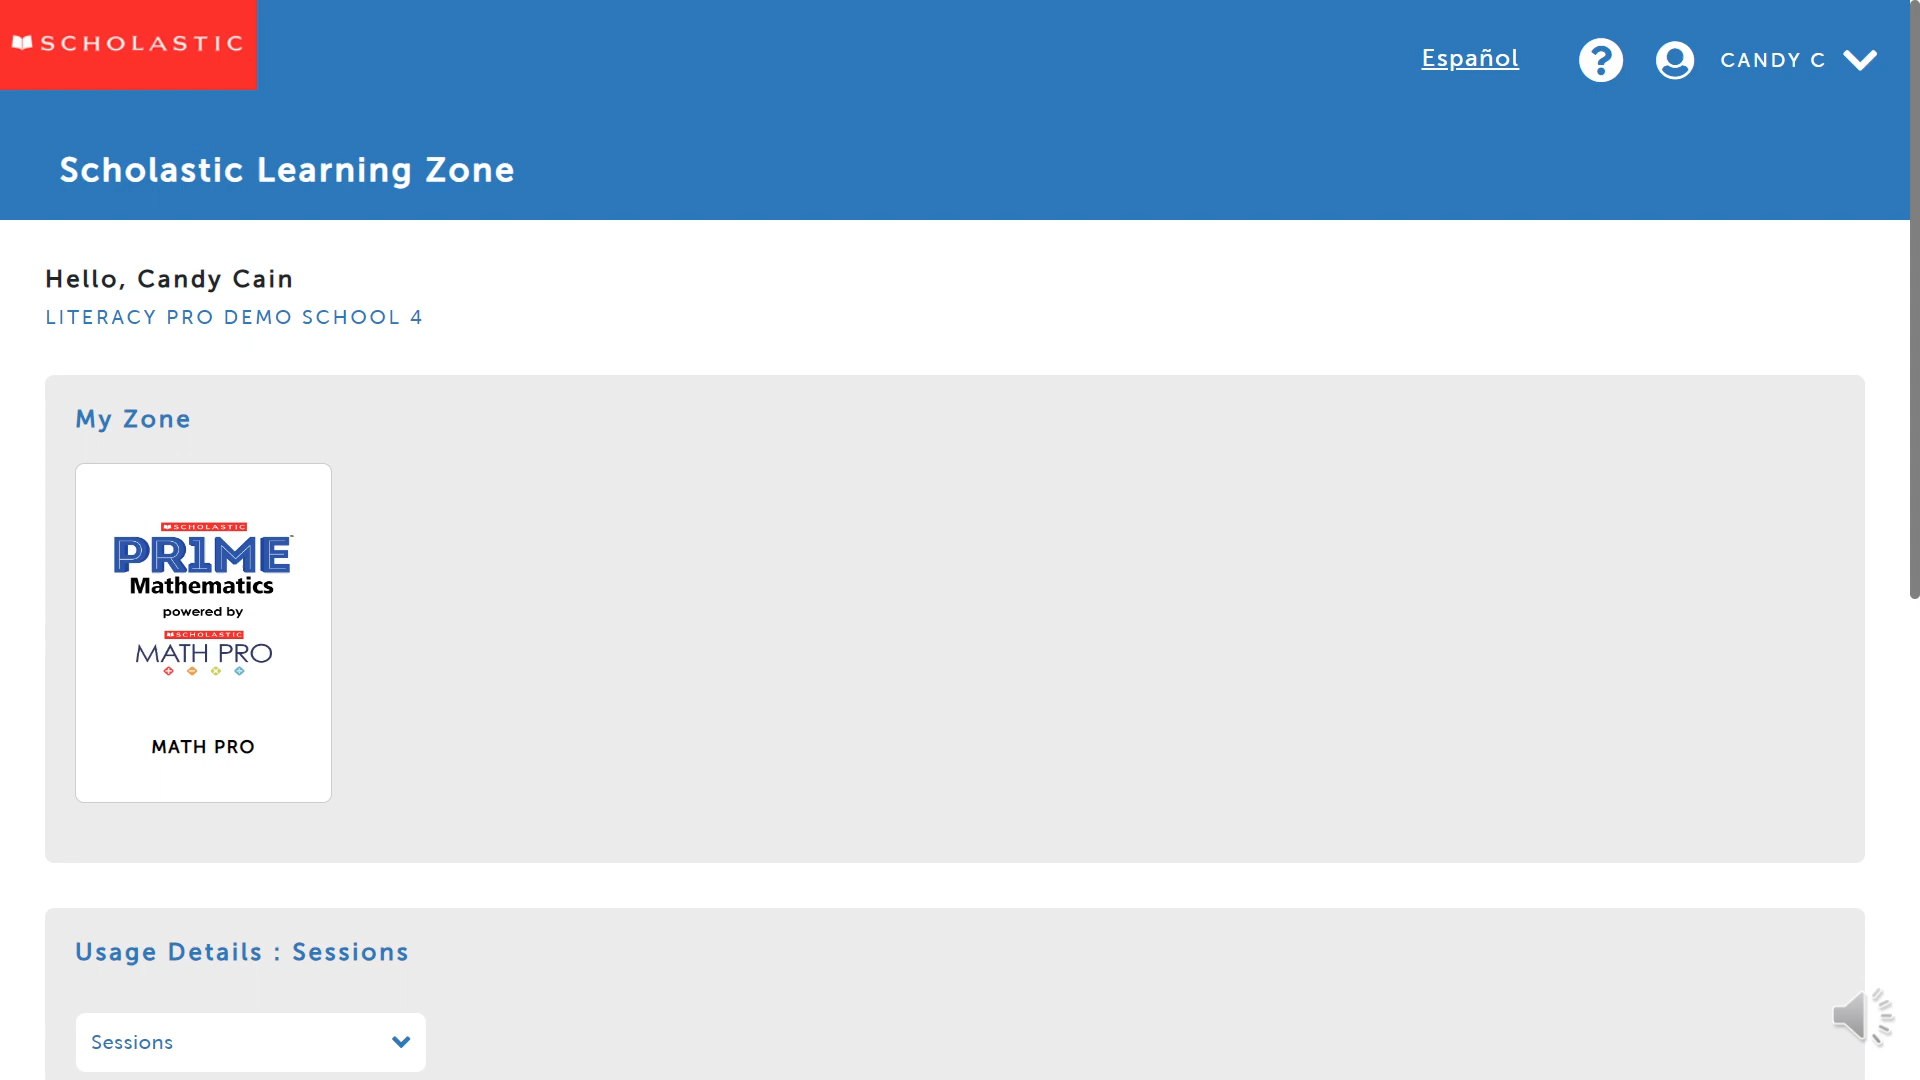 SCHOLASTIC
Español
?
CANDY C
Scholastic Learning Zone
Hello, Candy Cain
LITERACY PRO DEMO SCHOOL 4
My Zone
SCHOLASTIC
PR1ME
Mathematics
powered by
SCHOLASTIC
MATH PRO
MATH PRO
Usage Details : Sessions
Sessions